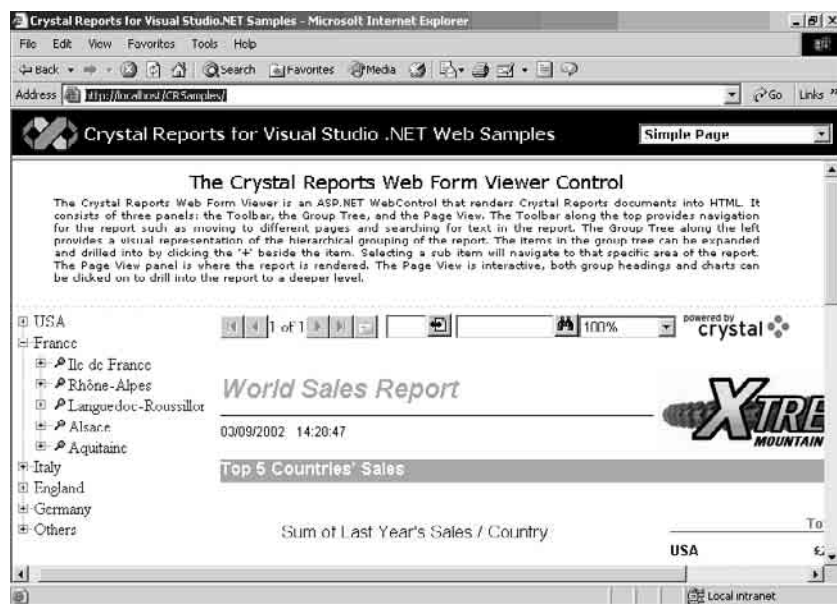 Crystal Reports for Visual Studio.NET Samples - Microsoft Internet Explorer
File Edit View Favorites Tools Help
Back Search Favorites Media
Address http://localhost/CRSamples/ Go Links »
Crystal Reports for Visual Studio .NET Web Samples Simple Page
The Crystal Reports Web Form Viewer Control
The Crystal Reports Web Form Viewer is an ASP.NET WebControl that renders Crystal Reports documents into HTML. It
consists of three panels: the Toolbar, the Group Tree, and the Page View. The Toolbar along the top provides navigation
for the report such as moving to different pages and searching for text in the report. The Group Tree along the left
provides a visual representation of the hierarchical grouping of the report. The items in the group tree can be expanded
and drilled into by clicking the '+' beside the item. Selecting a sub item will navigate to that specific area of the report.
The Page View panel is where the report is rendered. The Page View is interactive, both group headings and charts can
be clicked on to drill into the report to a deeper level.
1 of 1 100% powered by crystal
USA
France
Ile de France
Rhône-Alpes
Languedoc-Roussillor
Alsace
Aquitaine
Italy
England
Germany
Others
World Sales Report
XTRE
MOUNTAIN
03/09/2002 14:20:47
Top 5 Countries' Sales
Sum of Last Year's Sales / Country
To
USA
Local intranet